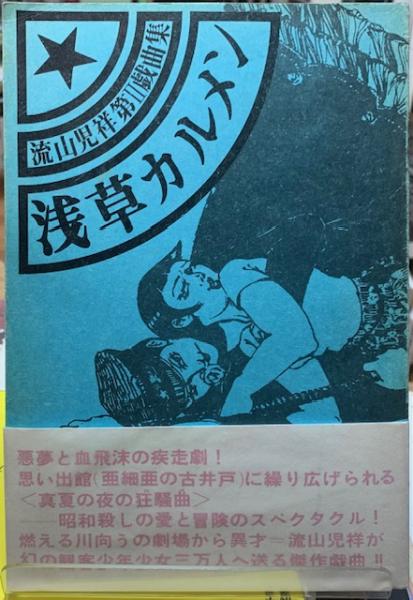 流山児祥第II戯曲集
浅草カルメン
悪夢と血飛沫の疾走劇!
思い出館(亜細亜の古井戸)に繰り広げられる
＜真夏の夜の狂騒曲＞
──昭和殺しの愛と冒険のスペクタクル!
燃える川向うの劇場から異才=流山児祥が
幻の観客少年少女三万人へ送る傑作戯曲!!